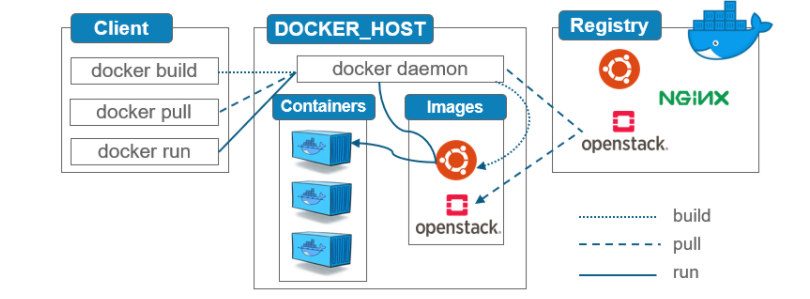 Client
docker build
docker pull
docker run
DOCKER_HOST
docker daemon
Containers
Images
openstack.
Registry
NGINX
openstack.
build
pull
run